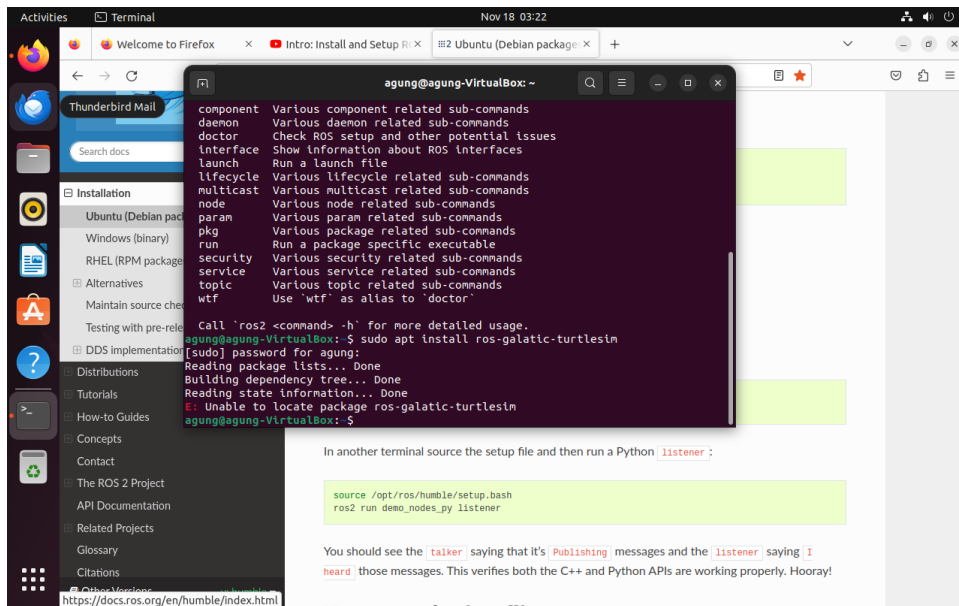 Activities
Terminal
Nov 18 03:22
Welcome to Firefox
Intro: Install and Setup
Ubuntu (Debian package
Thunderbird Mail
Search docs
Installation
Ubuntu (Debian pac
Windows (binary)
RHEL (RPM package
Alternatives
Maintain source che
Testing with pre-rele
DDS implementation
Distributions
Tutorials
How-to Guides
Concepts
Contact
The ROS 2 Project
API Documentation
Related Projects
Glossary
Citations
Other Versions
https://docs.ros.org/en/humble/index.html
agung@agung-VirtualBox: ~
component Various component related sub-commands
daemon Various daemon related sub-commands
doctor Check ROS setup and other potential issues
interface Show information about ROS interfaces
launch Run a launch file
lifecycle Various lifecycle related sub-commands
multicast Various multicast related sub-commands
node Various node related sub-commands
param Various param related sub-commands
pkg Various package related sub-commands
run Run a package specific executable
security Various security related sub-commands
service Various service related sub-commands
topic Various topic related sub-commands
wtf Use `wtf` as alias to `doctor`
Call `ros2 <command> -h` for more detailed usage.
agung@agung-VirtualBox:~$ sudo apt install ros-galatic-turtlesim
[sudo] password for agung:
Reading package lists... Done
Building dependency tree... Done
Reading state information... Done
E: Unable to locate package ros-galatic-turtlesim
agung@agung-VirtualBox:~$
In another terminal source the setup file and then run a Python listener :
source /opt/ros/humble/setup.bash
ros2 run demo_nodes_py listener
You should see the talker saying that it's Publishing messages and the listener saying I
heard those messages. This verifies both the C++ and Python APIs are working properly. Hooray!